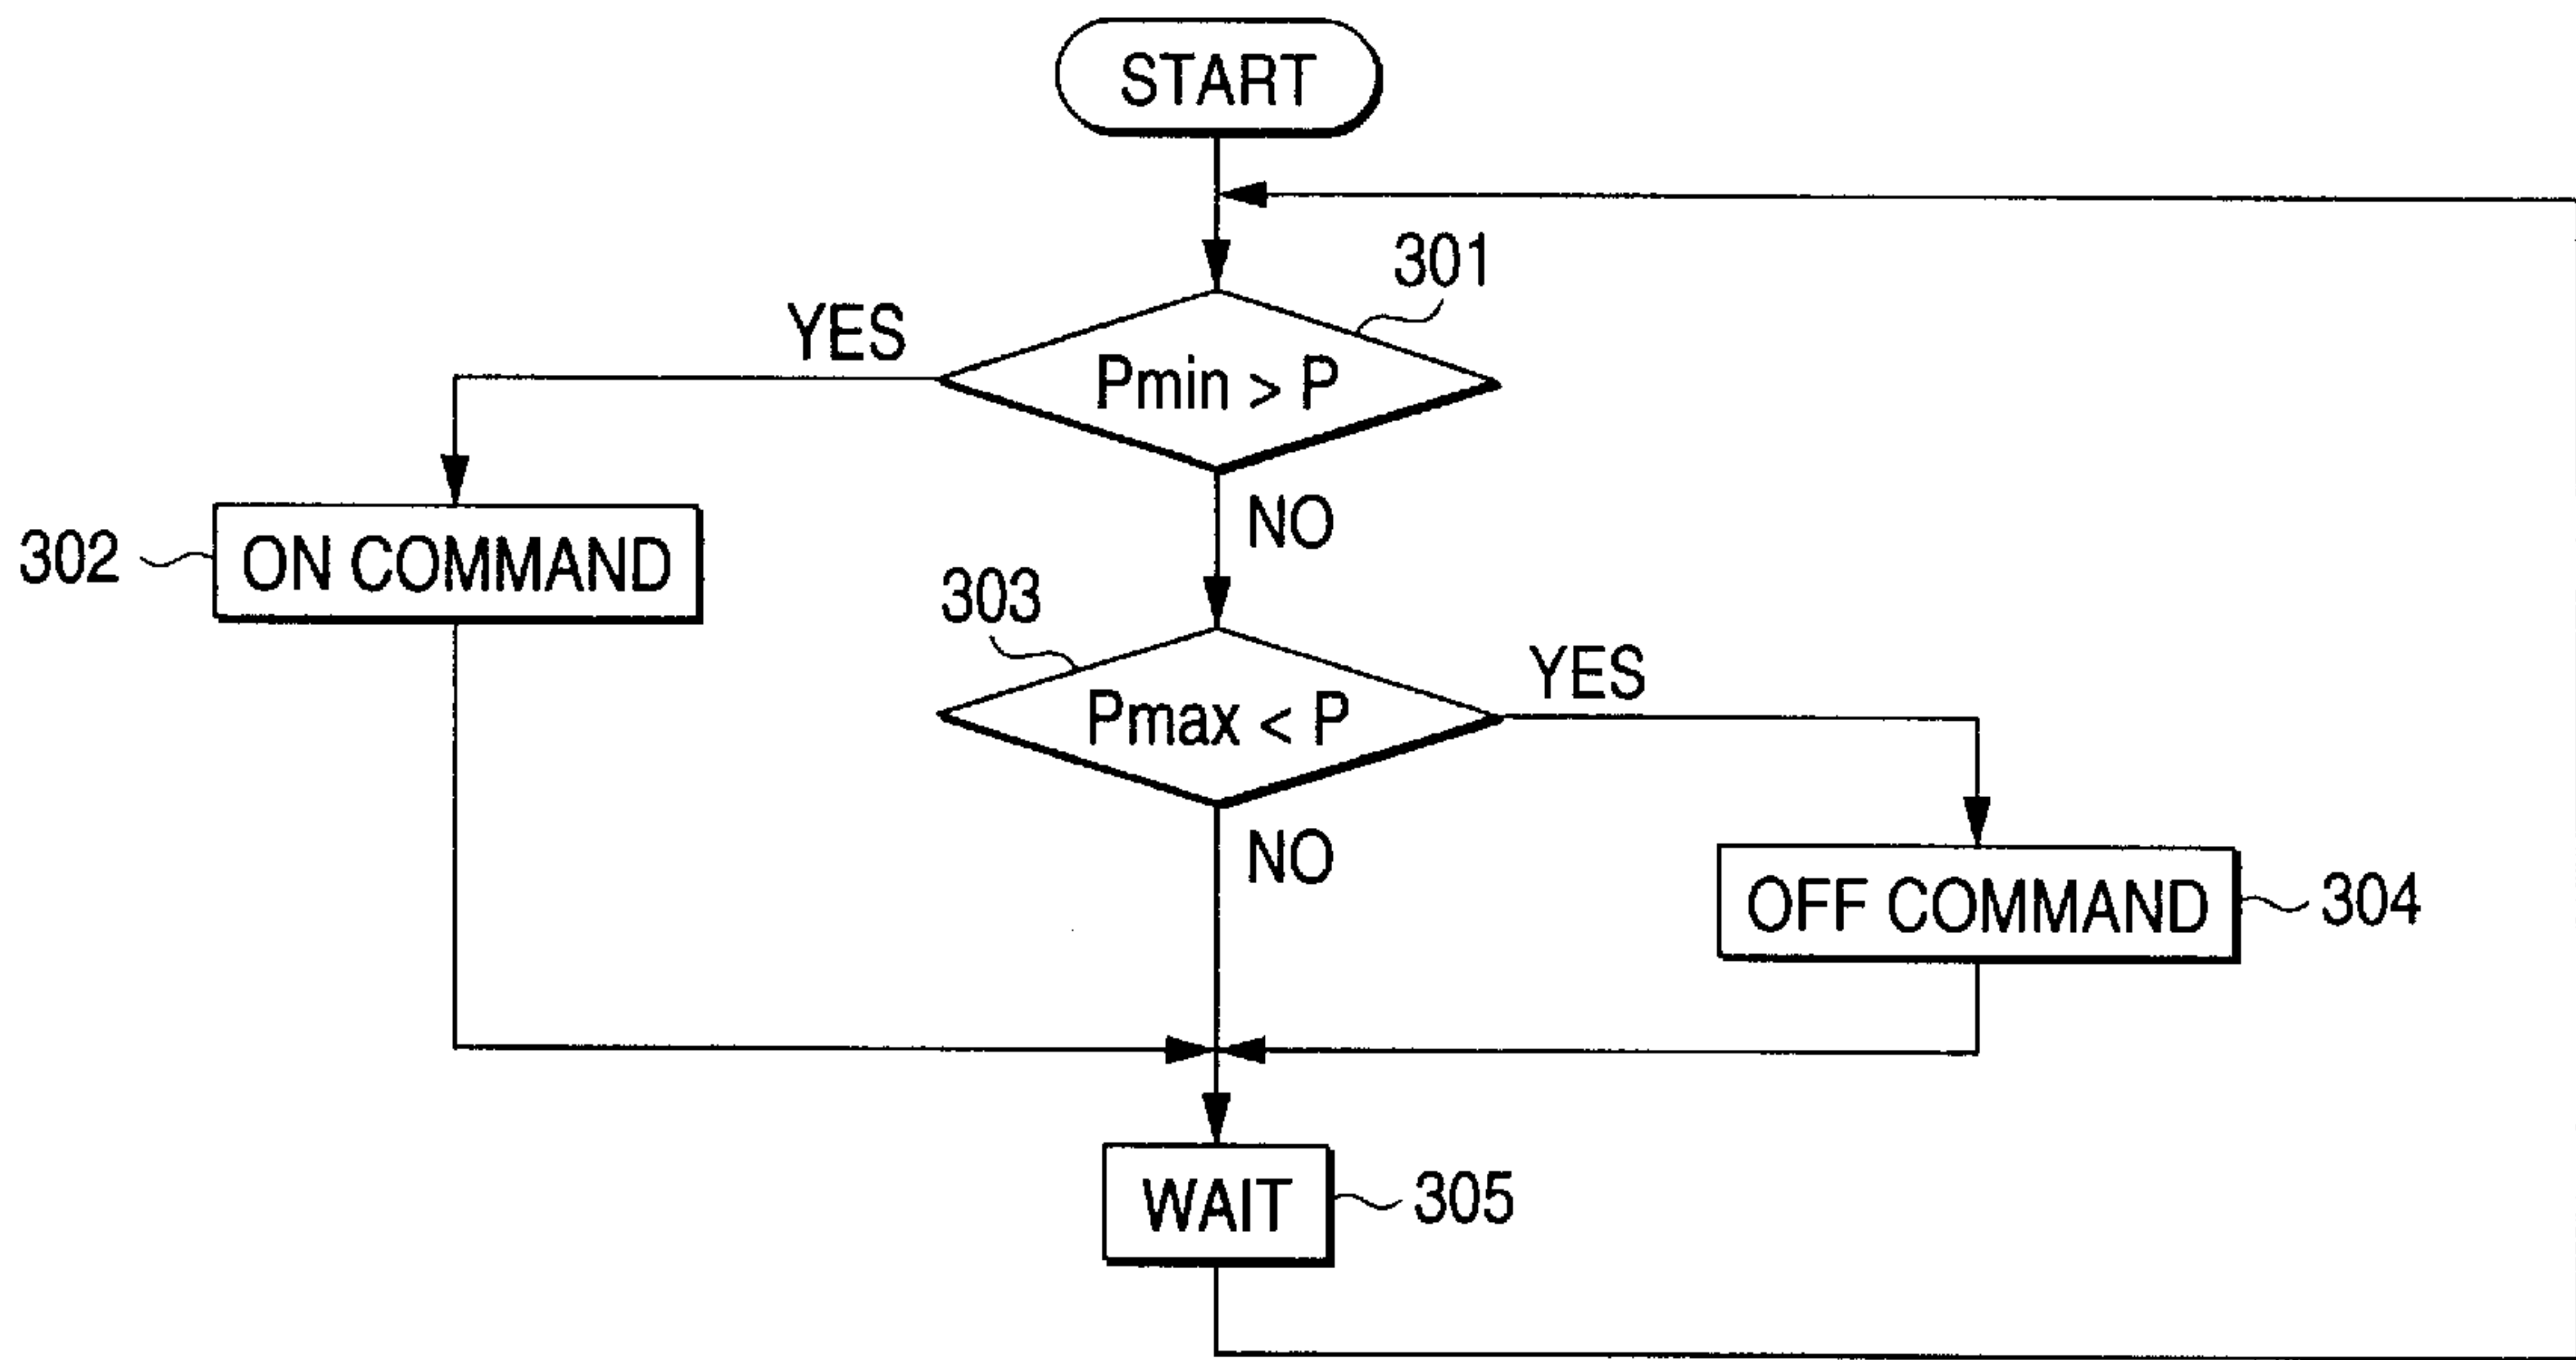 START
301
YES
Pmin > P
NO
302
ON COMMAND
303
YES
Pmax < P
NO
OFF COMMAND
304
WAIT
305